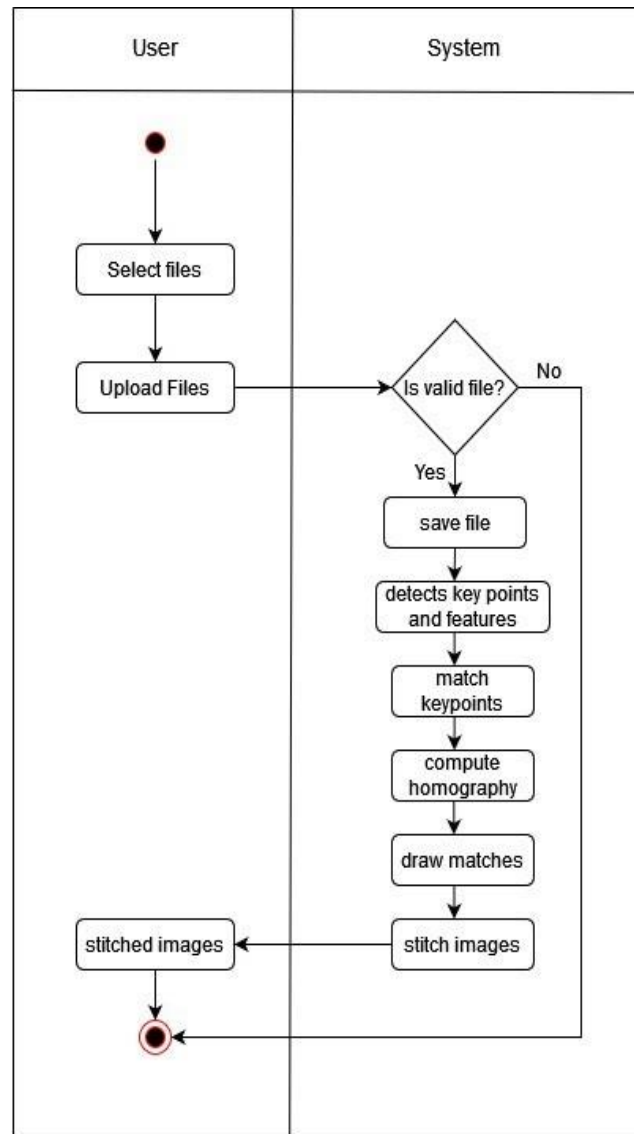 User
System
Select files
Upload Files
Is valid file?
No
Yes
save file
detects key points
and features
match
keypoints
compute
homography
draw matches
stitched images
stitch images